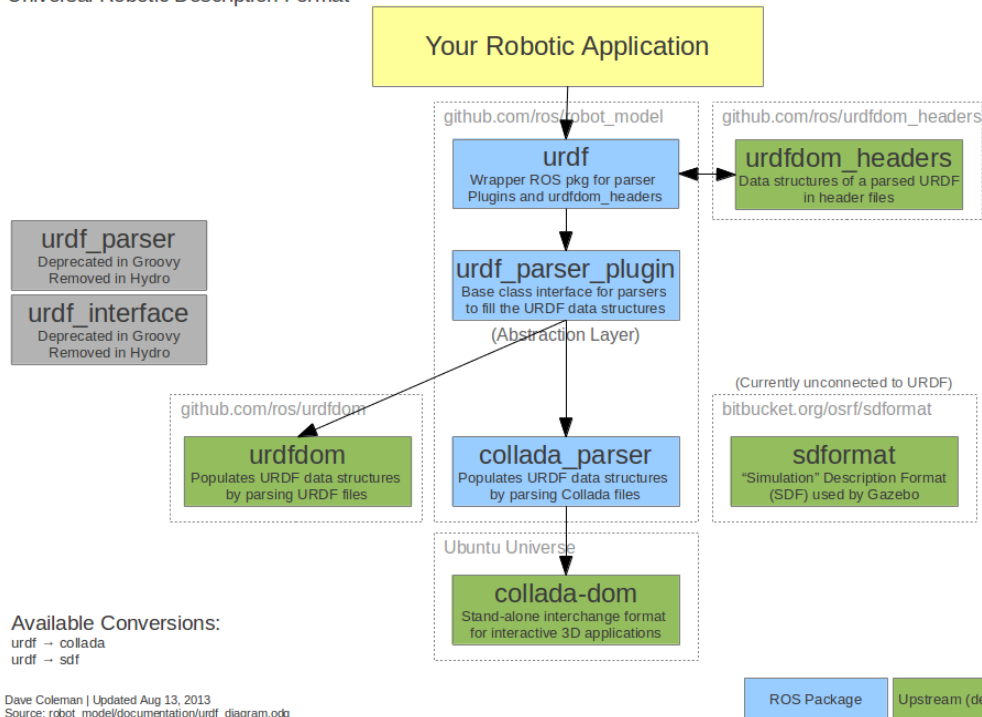 Universal Robotic Description Format
Your Robotic Application
github.com/ros/robot_model
github.com/ros/urdfdom_headers
urdf
Wrapper ROS pkg for parser
Plugins and urdfdom_headers
urdfdom_headers
Data structures of a parsed URDF
in header files
urdf_parser
Deprecated in Groovy
Removed in Hydro
urdf_interface
Deprecated in Groovy
Removed in Hydro
urdf_parser_plugin
Base class interface for parsers
to fill the URDF data structures
(Abstraction Layer)
(Currently unconnected to URDF)
github.com/ros/urdfdom
bitbucket.org/osrf/sdformat
urdfdom
Populates URDF data structures
by parsing URDF files
collada_parser
Populates URDF data structures
by parsing Collada files
sdformat
“Simulation” Description Format
(SDF) used by Gazebo
Ubuntu Universe
collada-dom
Stand-alone interchange format
for interactive 3D applications
Available Conversions:
urdf → collada
urdf → sdf
Dave Coleman | Updated Aug 13, 2013
Source: robot_model/documentation/urdf_diagram.odg
ROS Package
Upstream (de